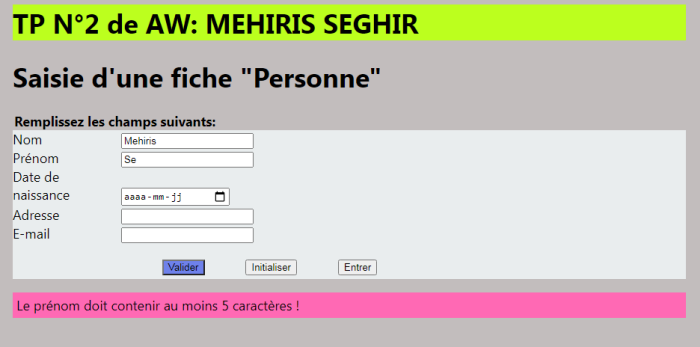 TP N°2 de AW: MEHIRIS SEGHIR
Saisie d'une fiche "Personne"
Remplissez les champs suivants:
Nom Mehiris
Prénom Se
Date de
naissance aaaa-mm-jj
Adresse
E-mail
Valider Initialiser Entrer
Le prénom doit contenir au moins 5 caractères !